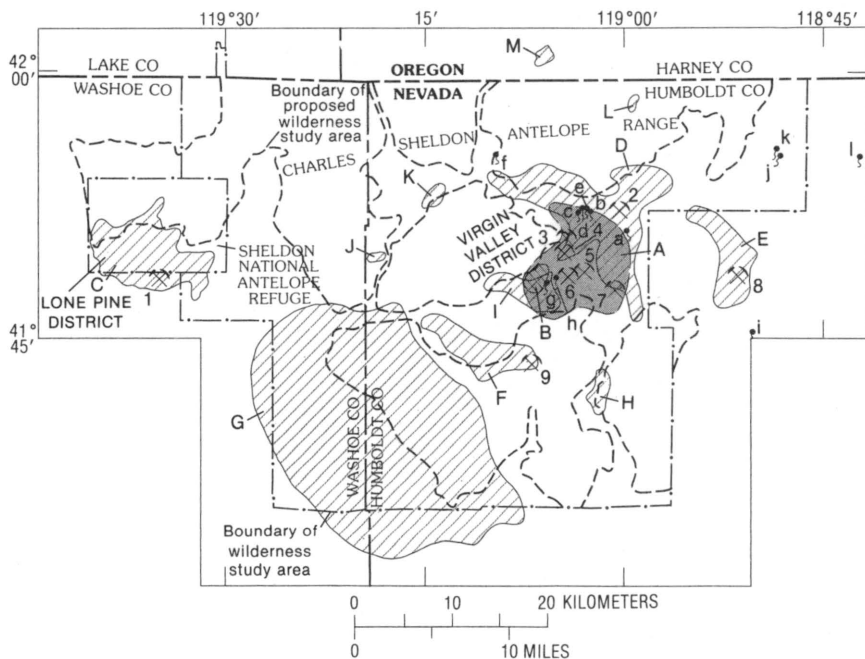 119°30′
15′
119°00′
118°45′
M
42°
00′
LAKE CO
WASHOE CO
OREGON
NEVADA
HARNEY CO
HUMBOLDT CO
Boundary of
proposed
wilderness
study area
CHARLES
SHELDON
ANTELOPE
RANGE
L
D
k
j
l
f
K
e
b
2
c
d
4
3
a
A
5
VIRGIN
VALLEY
DISTRICT
E
J
SHELDON
NATIONAL
ANTELOPE
REFUGE
C
1
LONE PINE
DISTRICT
6
g
7
8
I
B
h
i
41°
45′
F
9
H
G
WASHOE CO
HUMBOLDT CO
Boundary of
wilderness
study area
0 10 20 KILOMETERS
0 10 MILES